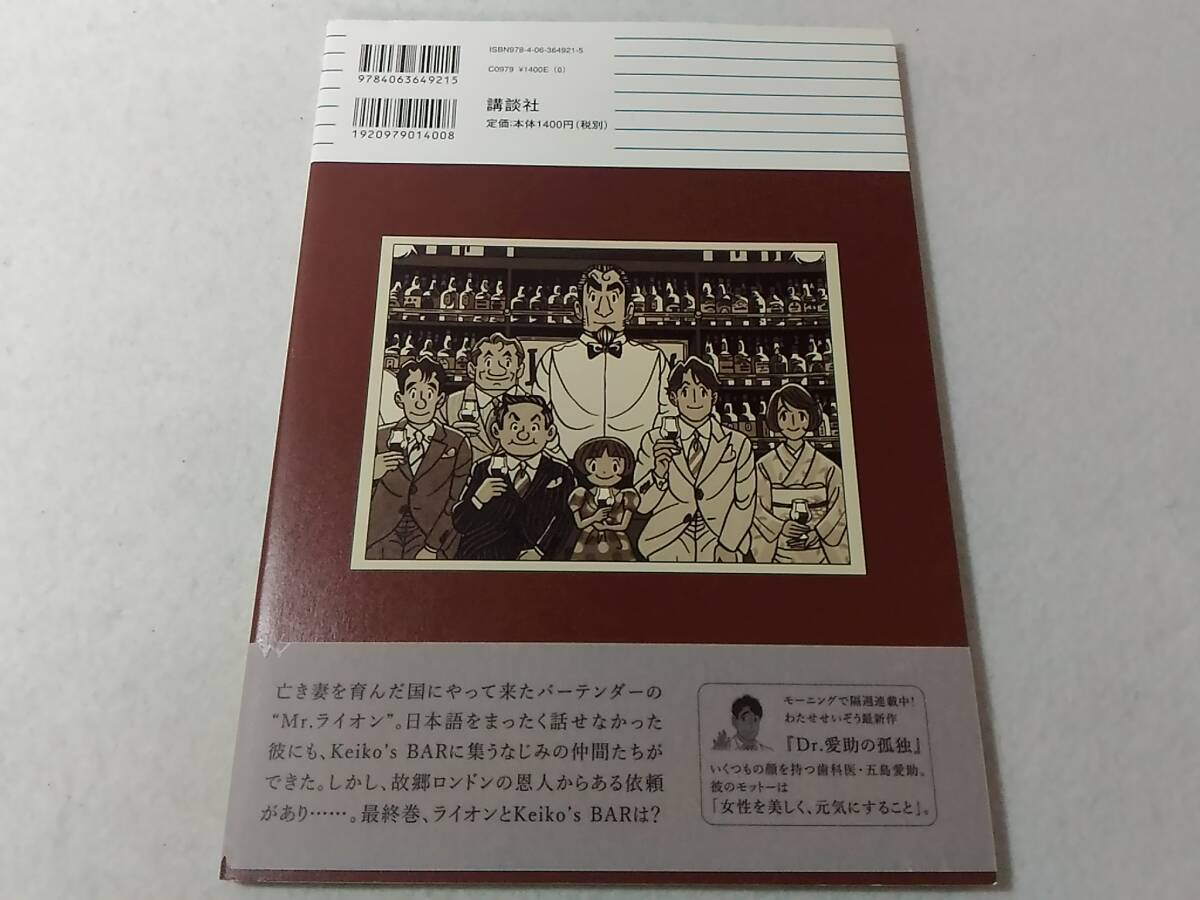 ISBN978-4-06-364921-5
C0979 ¥1400E (0)
9784063649215
講談社
定価:本体1400円(税別)
1920979014008
亡き妻を育んだ国にやって来たバーテンダーの
“Mr.ライオン”。日本語をまったく話せなかった
彼にも、Keiko's BARに集うなじみの仲間たちが
できた。しかし、故郷ロンドンの恩人からある依頼
があり……。最終巻、ライオンとKeiko's BARは?
モーニングで隔週連載中!
わたせせいぞう最新作
『Dr.愛助の孤独』
いくつもの顔を持つ歯科医・五島愛助。
彼のモットーは
「女性を美しく、元気にすること」。